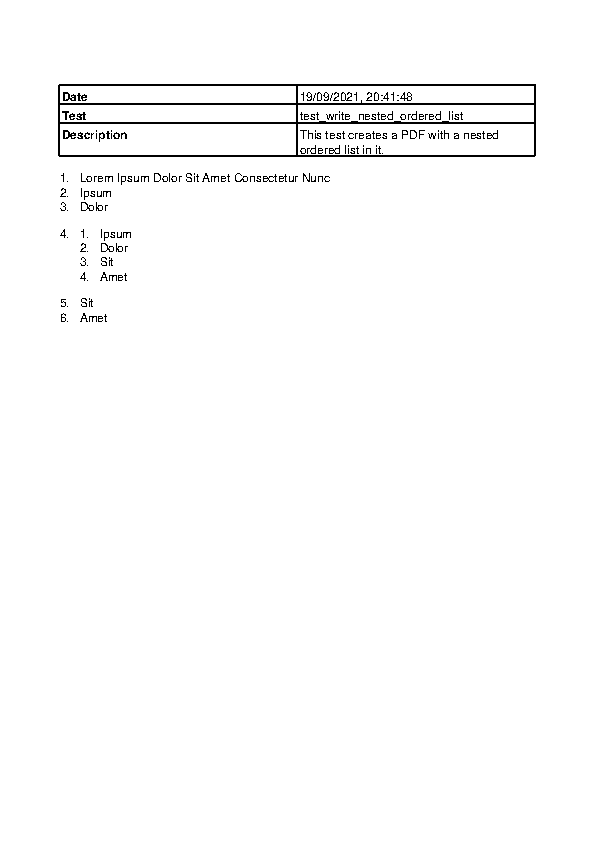 Date 19/09/2021, 20:41:48
Test test_write_nested_ordered_list
Description This test creates a PDF with a nested
ordered list in it.
1. Lorem Ipsum Dolor Sit Amet Consectetur Nunc
2. Ipsum
3. Dolor
4. 1. Ipsum
2. Dolor
3. Sit
4. Amet
5. Sit
6. Amet